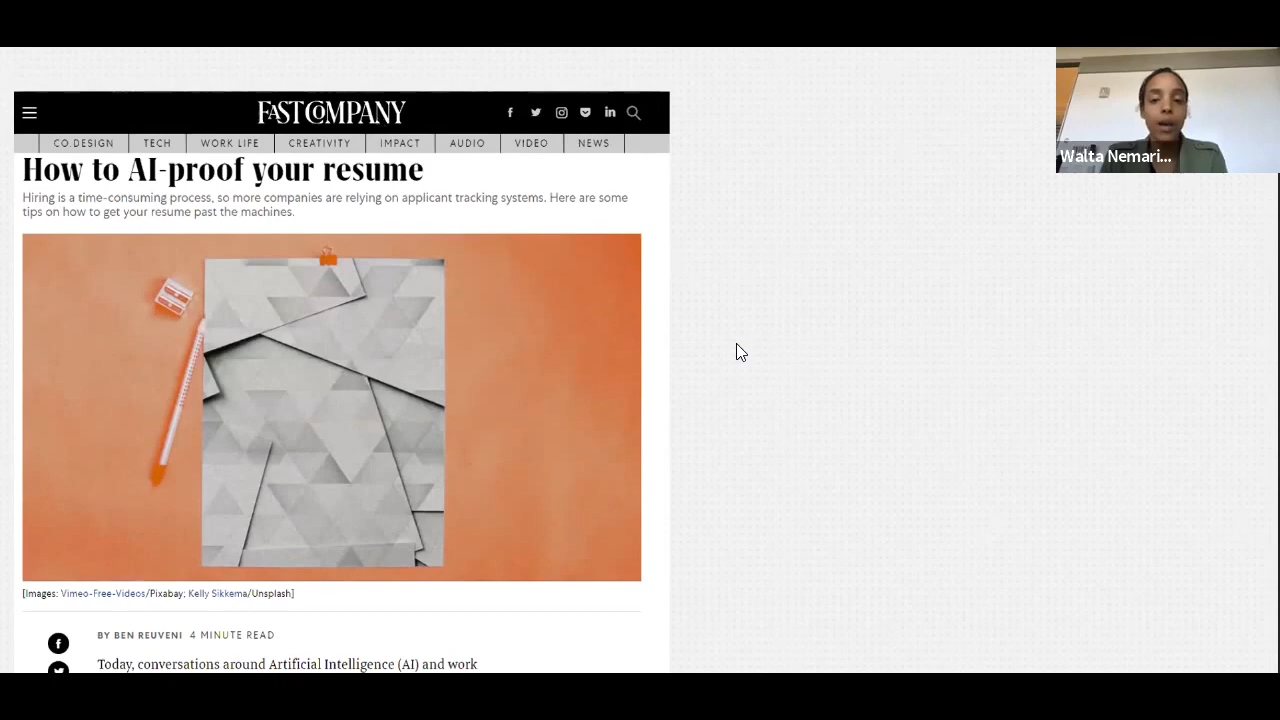 FAST COMPANY
CO.DESIGN TECH WORK LIFE CREATIVITY IMPACT AUDIO VIDEO NEWS
How to AI-proof your resume
Hiring is a time-consuming process, so more companies are relying on applicant tracking systems. Here are some
tips on how to get your resume past the machines.
[Images: Vimeo-Free-Videos/Pixabay; Kelly Sikkema/Unsplash]
BY BEN REUVENI 4 MINUTE READ
Today, conversations around Artificial Intelligence (AI) and work
Walta Nemari...